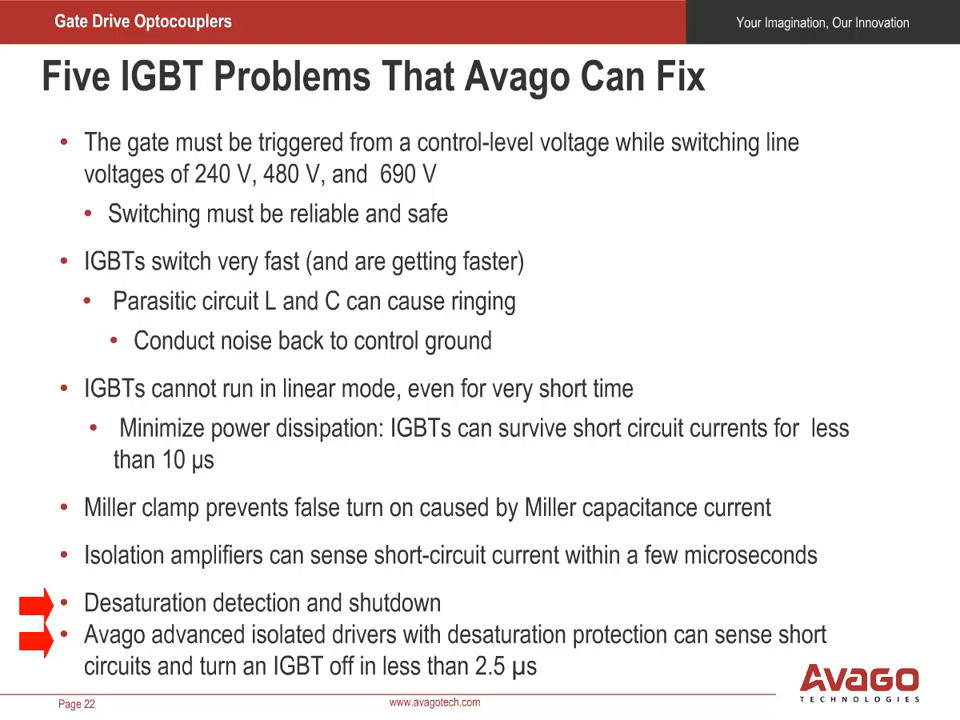 Gate Drive Optocouplers
Your Imagination, Our Innovation
Five IGBT Problems That Avago Can Fix
• The gate must be triggered from a control-level voltage while switching line
voltages of 240 V, 480 V, and 690 V
• Switching must be reliable and safe
• IGBTs switch very fast (and are getting faster)
• Parasitic circuit L and C can cause ringing
• Conduct noise back to control ground
• IGBTs cannot run in linear mode, even for very short time
• Minimize power dissipation: IGBTs can survive short circuit currents for less
than 10 µs
• Miller clamp prevents false turn on caused by Miller capacitance current
• Isolation amplifiers can sense short-circuit current within a few microseconds
• Desaturation detection and shutdown
• Avago advanced isolated drivers with desaturation protection can sense short
circuits and turn an IGBT off in less than 2.5 µs
Avago
TECHNOLOGIES
Page 22
www.avagotech.com